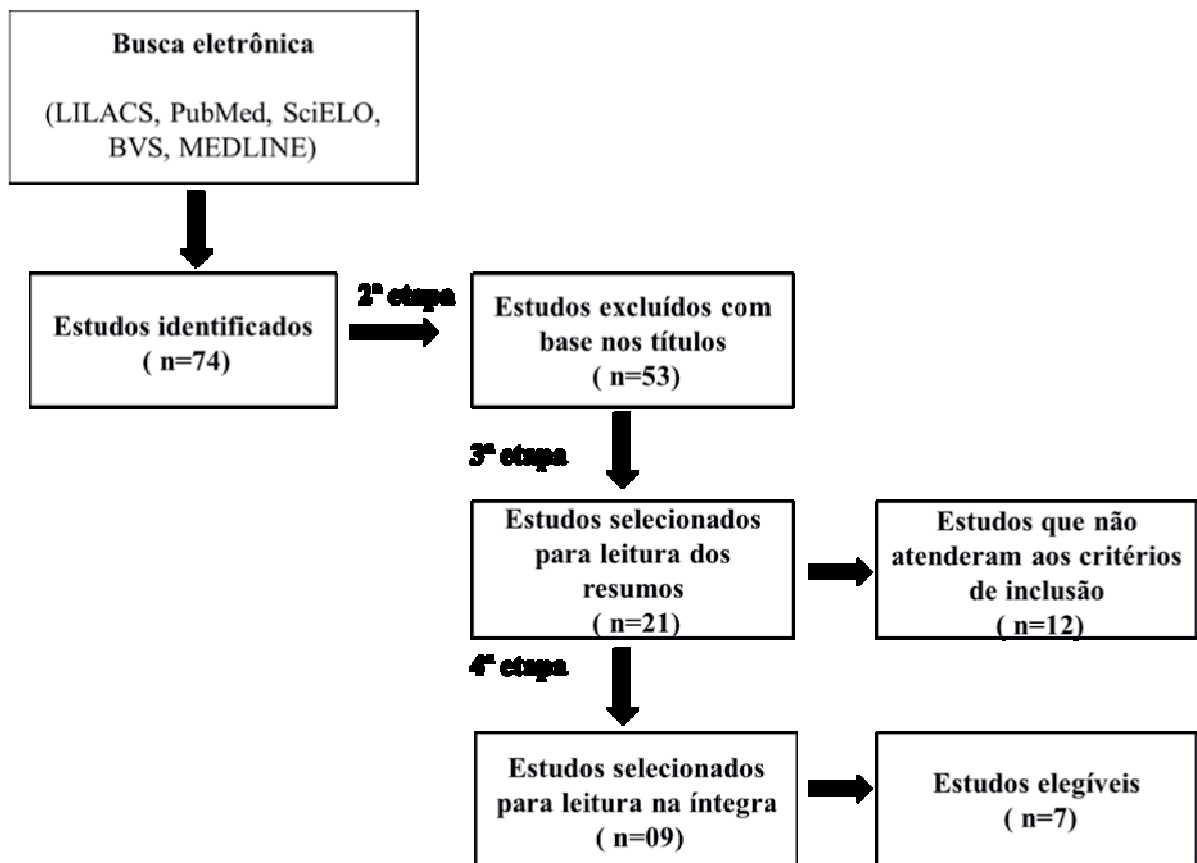 Busca eletrônica
(LILACS, PubMed, SciELO,
BVS, MEDLINE)
Estudos identificados
( n=74)
2ª etapa
Estudos excluídos com
base nos títulos
( n=53)
3ª etapa
Estudos selecionados
para leitura dos
resumos
( n=21)
Estudos que não
atenderam aos critérios
de inclusão
( n=12)
4ª etapa
Estudos selecionados
para leitura na íntegra
( n=09)
Estudos elegíveis
( n=7)